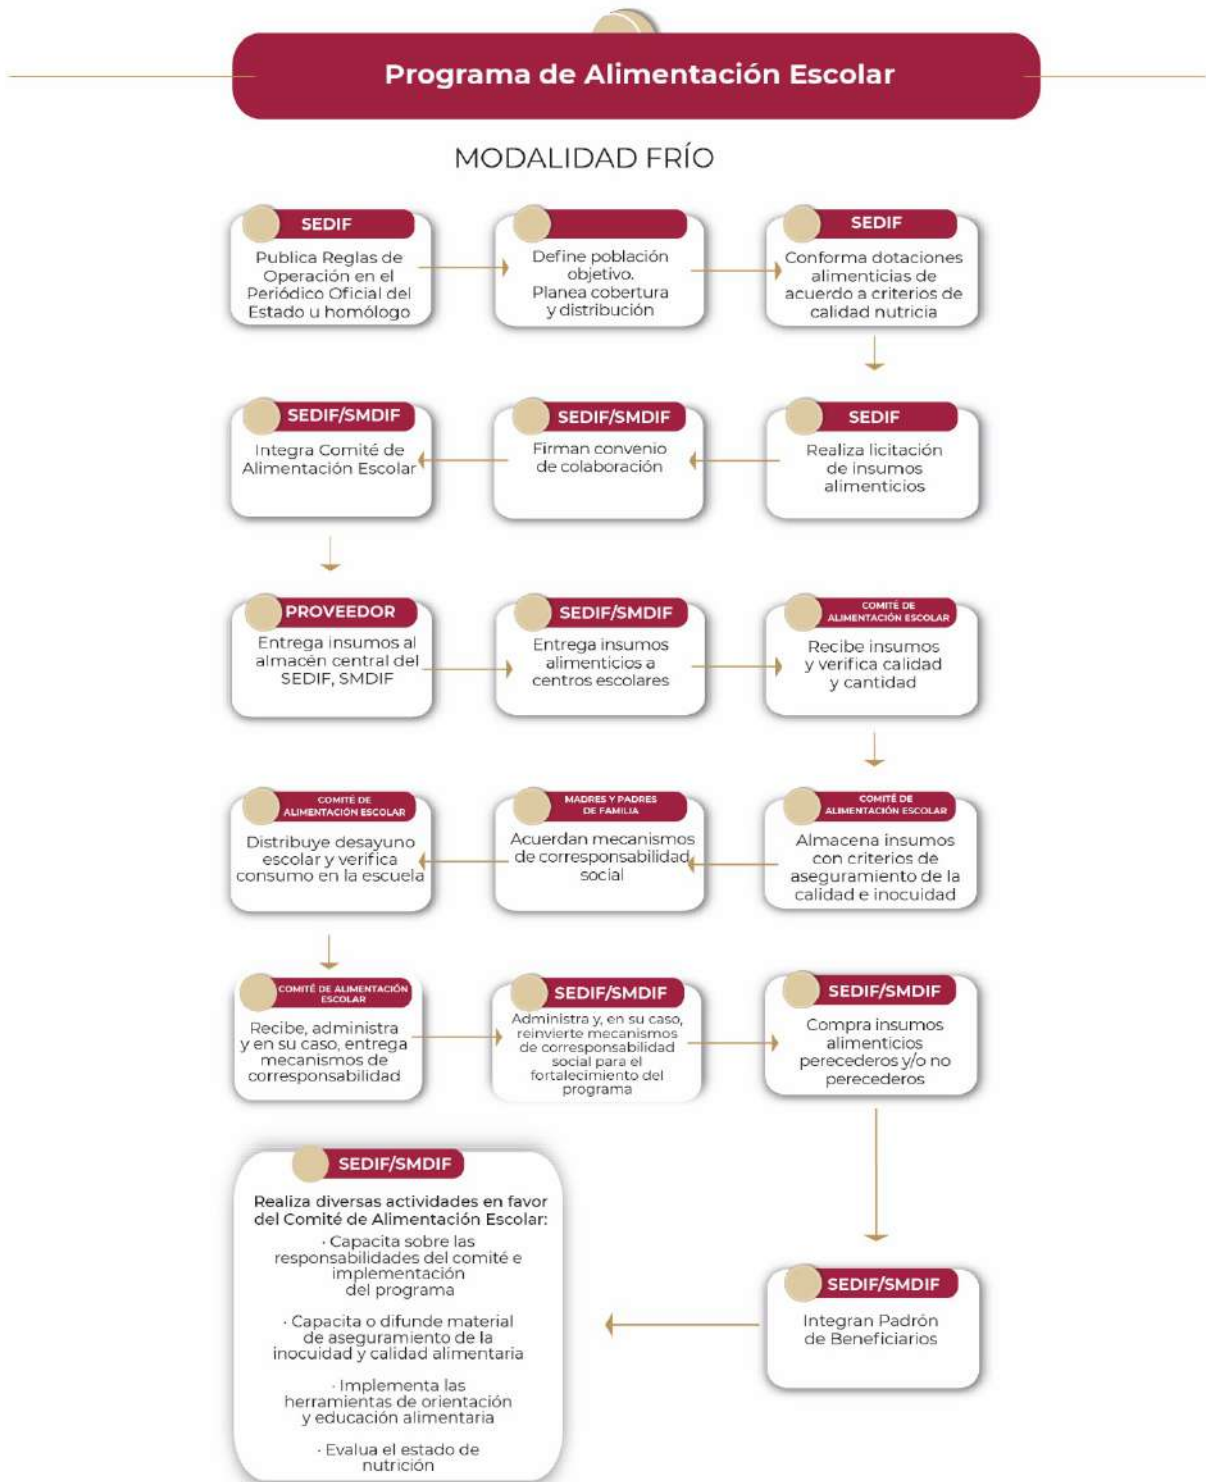 Programa de Alimentación Escolar
MODALIDAD FRÍO
SEDIF
Publica Reglas de
Operación en el
Periódico Oficial del
Estado u homólogo
Define población
objetivo.
Planea cobertura
y distribución
SEDIF
Conforma dotaciones
alimenticias de
acuerdo a criterios de
calidad nutricia
SEDIF
Realiza licitación
de insumos
alimenticios
SEDIF/SMDIF
Firman convenio
de colaboración
SEDIF/SMDIF
Integra Comité de
Alimentación Escolar
PROVEEDOR
Entrega insumos al
almacén central del
SEDIF, SMDIF
SEDIF/SMDIF
Entrega insumos
alimenticios a
centros escolares
COMITÉ DE
ALIMENTACIÓN ESCOLAR
Recibe insumos
y verifica calidad
y cantidad
COMITÉ DE
ALIMENTACIÓN ESCOLAR
Almacena insumos
con criterios de
aseguramiento de la
calidad e inocuidad
MADRES Y PADRES
DE FAMILIA
Acuerdan mecanismos
de corresponsabilidad
social
COMITÉ DE
ALIMENTACIÓN ESCOLAR
Distribuye desayuno
escolar y verifica
consumo en la escuela
COMITÉ DE ALIMENTACIÓN
ESCOLAR
Recibe, administra
y en su caso, entrega
mecanismos de
corresponsabilidad
SEDIF/SMDIF
Administra y, en su caso,
reinvierte mecanismos
de corresponsabilidad
social para el
fortalecimiento del
programa
SEDIF/SMDIF
Compra insumos
alimenticios
perecederos y/o no
perecederos
SEDIF/SMDIF
Integran Padrón
de Beneficiarios
SEDIF/SMDIF
Realiza diversas actividades en favor
del Comité de Alimentación Escolar:
· Capacita sobre las
responsabilidades del comité e
implementación
del programa
· Capacita o difunde material
de aseguramiento de la
inocuidad y calidad alimentaria
· Implementa las
herramientas de orientación
y educación alimentaria
· Evalua el estado de
nutrición